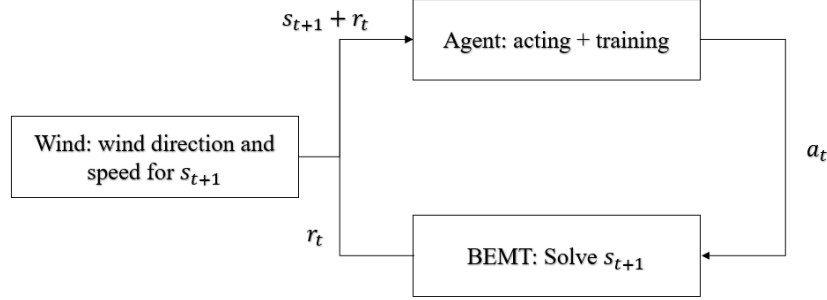 s_{t+1} + r_t
Agent: acting + training
Wind: wind direction and
speed for s_{t+1}
a_t
r_t
BEMT: Solve s_{t+1}